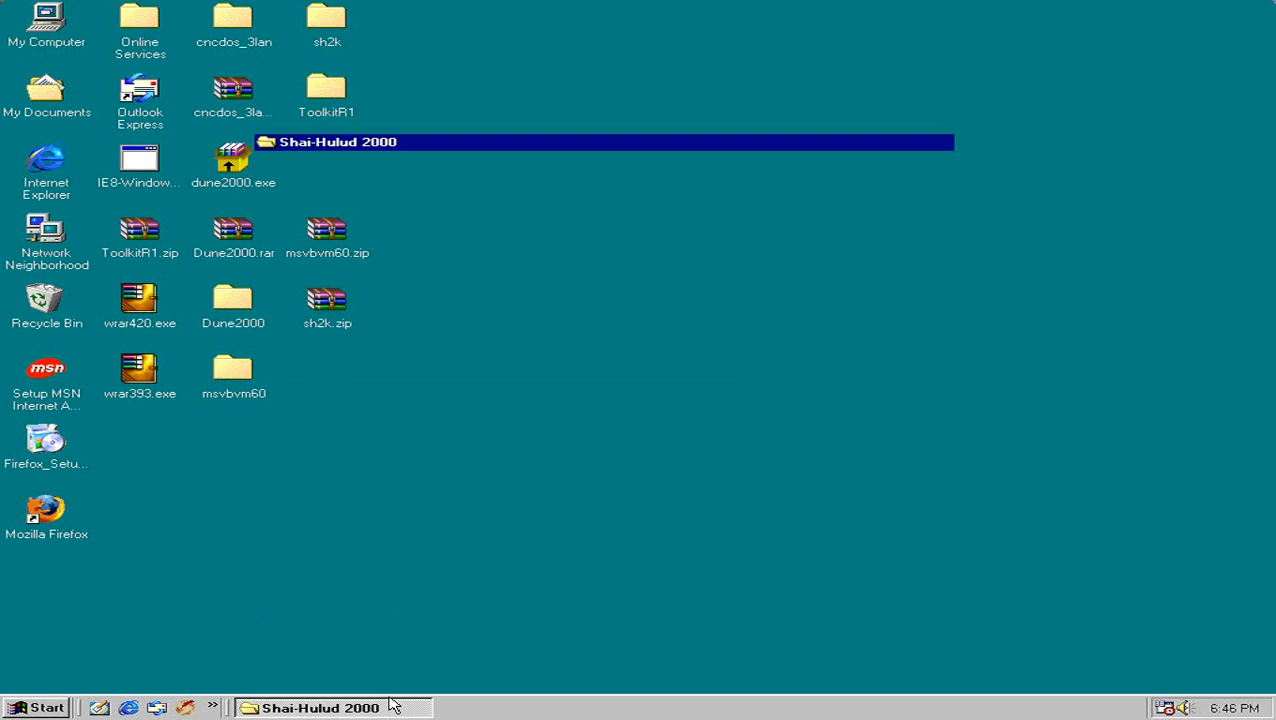 My Computer
Online
Services
cncdos_3lan
sh2k
My Documents
Outlook
Express
cncdos_3la...
ToolkitR1
Shai-Hulud 2000
Internet
Explorer
IE8-Window...
dune2000.exe
Network
Neighborhood
ToolkitR1.zip
Dune2000.rar
msvbvm60.zip
Recycle Bin
wrar420.exe
Dune2000
sh2k.zip
msn
Setup MSN
Internet A...
wrar393.exe
msvbvm60
Firefox_Setu...
Mozilla Firefox
Start
»
Shai-Hulud 2000
6:46 PM